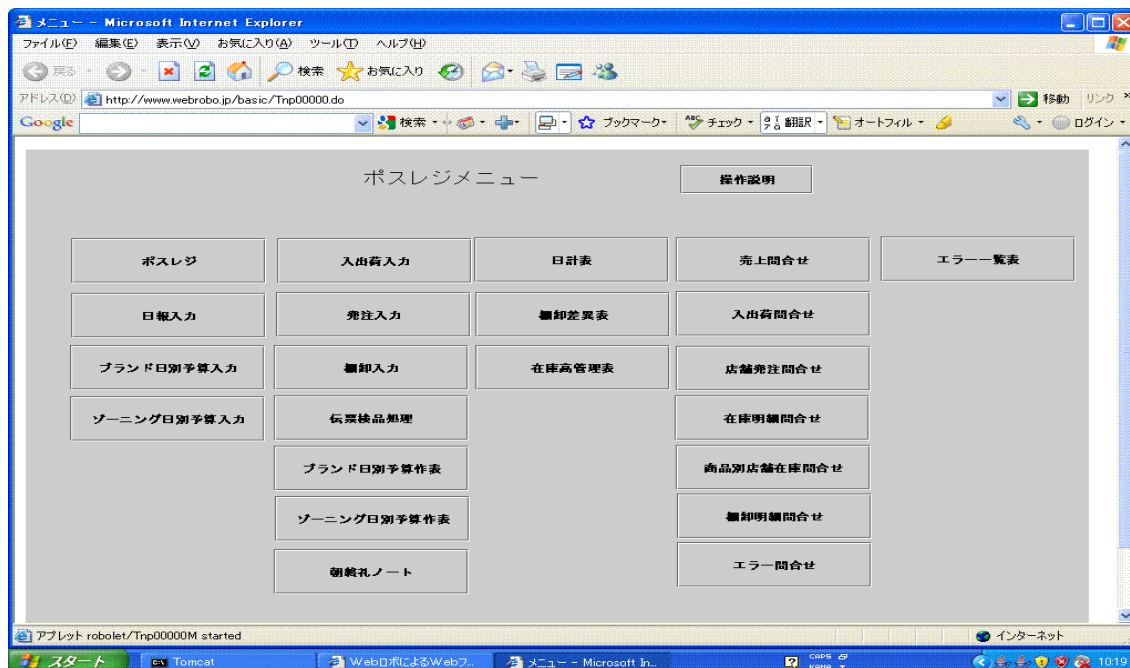 メニュー - Microsoft Internet Explorer
ファイル(F) 編集(E) 表示(V) お気に入り(A) ツール(T) ヘルプ(H)
戻る 検索 お気に入り
アドレス(D) http://www.webrobo.jp/basic/Tnp00000.do 移動 リンク »
Google 検索 ブックマーク チェック 翻訳 オートフィル ログイン
ポスレジメニュー 操作説明
ポスレジ 入出荷入力 日計表 売上問合せ エラー一覧表
日報入力 発注入力 棚卸差異表 入出荷問合せ
ブランド日別予算入力 棚卸入力 在庫高管理表 店舗発注問合せ
ゾーニング日別予算入力 伝票検品処理 在庫明細問合せ
ブランド日別予算作表 商品別店舗在庫問合せ
ゾーニング日別予算作表 棚卸明細問合せ
朝終礼ノート エラー問合せ
アプレット robolet/Tnp00000M started インターネット
スタート Tomcat WebロボによるWebフ... メニュー - Microsoft In... CAPS KANA 10:19